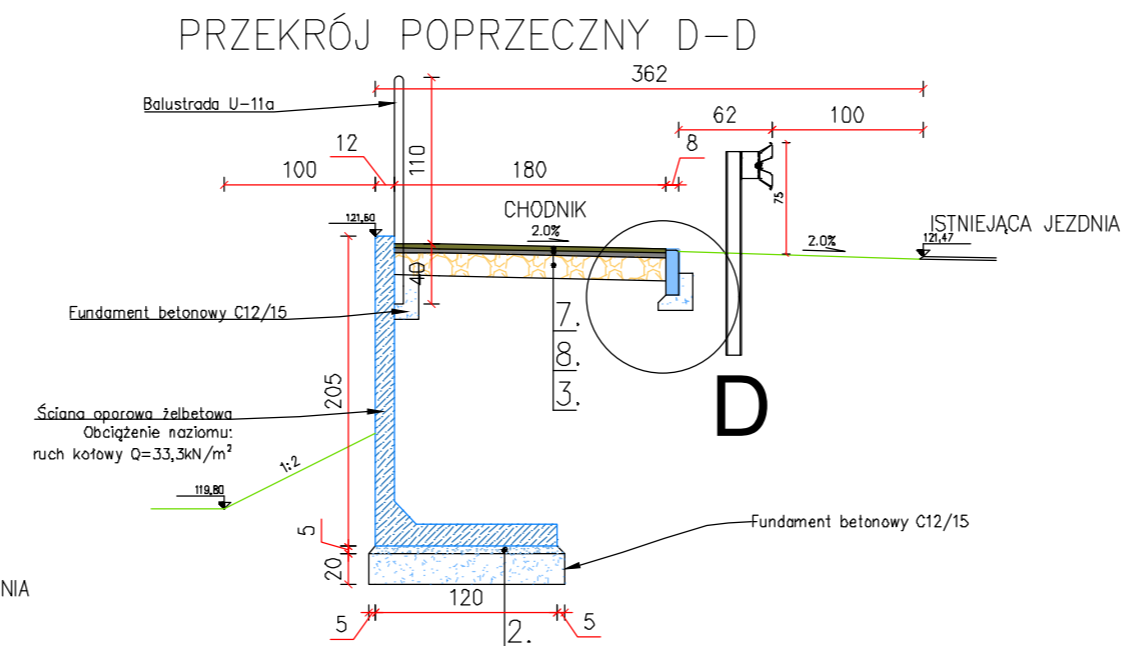 PRZEKRÓJ POPRZECZNY D-D
362
Balustrada U-11a
62
100
12
8
100
110
180
75
CHODNIK
121,60
2.0%
ISTNIEJĄCA JEZDNIA
2.0%
121,47
40
Fundament betonowy C12/15
7.
8.
3.
D
205
Ściana oporowa żelbetowa
Obciążenie naziomu:
ruch kołowy Q=33,3kN/m²
1:2
119,80
5
Fundament betonowy C12/15
20
NIA
120
5
5
2.